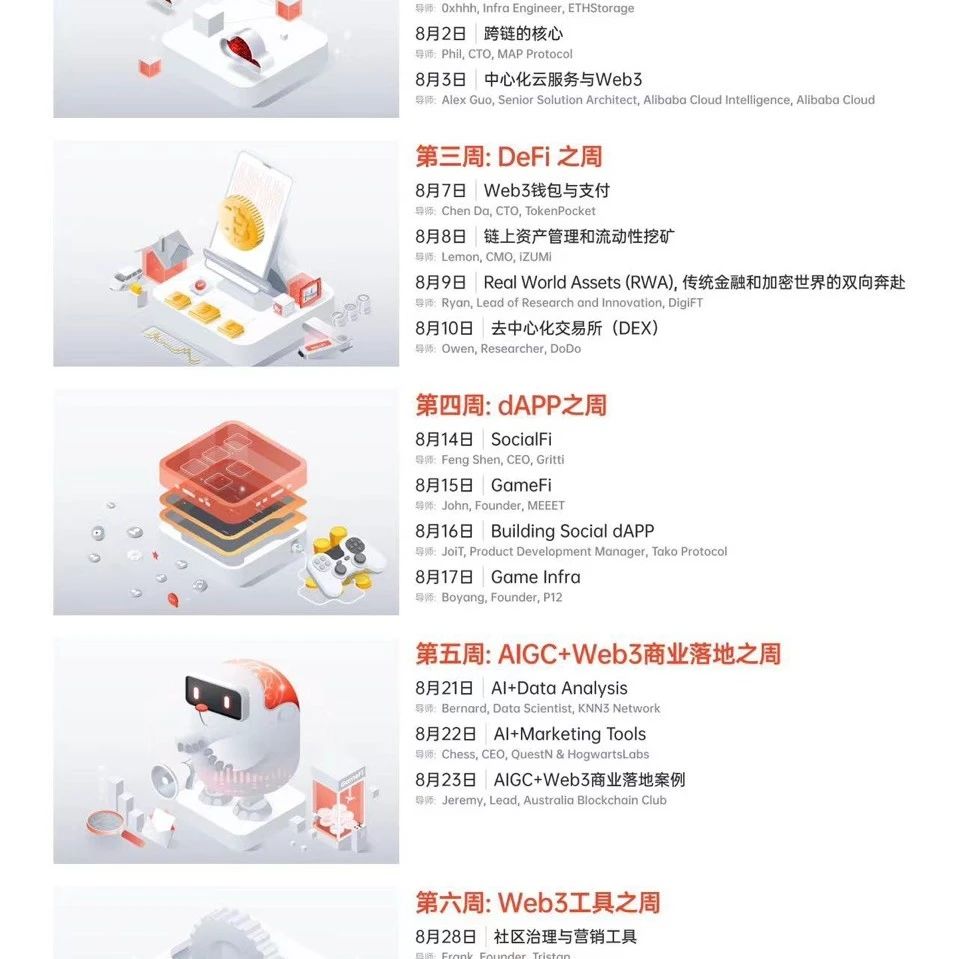 导师: 0xhhh, Infra Engineer, ETHStorage
8月2日 | 跨链的核心
导师: Phil, CTO, MAP Protocol
8月3日 | 中心化云服务与Web3
导师: Alex Guo, Senior Solution Architect, Alibaba Cloud Intelligence, Alibaba Cloud
第三周: DeFi 之周
8月7日 | Web3钱包与支付
导师: Chen Da, CTO, TokenPocket
8月8日 | 链上资产管理和流动性挖矿
导师: Lemon, CMO, iZUMi
8月9日 | Real World Assets (RWA), 传统金融和加密世界的双向奔赴
导师: Ryan, Lead of Research and Innovation, DigiFT
8月10日 | 去中心化交易所（DEX）
导师: Owen, Researcher, DoDo
第四周: dAPP之周
8月14日 | SocialFi
导师: Feng Shen, CEO, Gritti
8月15日 | GameFi
导师: John, Founder, MEEET
8月16日 | Building Social dAPP
导师: JoiT, Product Development Manager, Tako Protocol
8月17日 | Game Infra
导师: Boyang, Founder, P12
第五周: AIGC+Web3商业落地之周
8月21日 | AI+Data Analysis
导师: Bernard, Data Scientist, KNN3 Network
8月22日 | AI+Marketing Tools
导师: Chess, CEO, QuestN & HogwartsLabs
8月23日 | AIGC+Web3商业落地案例
导师: Jeremy, Lead, Australia Blockchain Club
第六周: Web3工具之周
8月28日 | 社区治理与营销工具
导师: Frank, Founder, Tristan